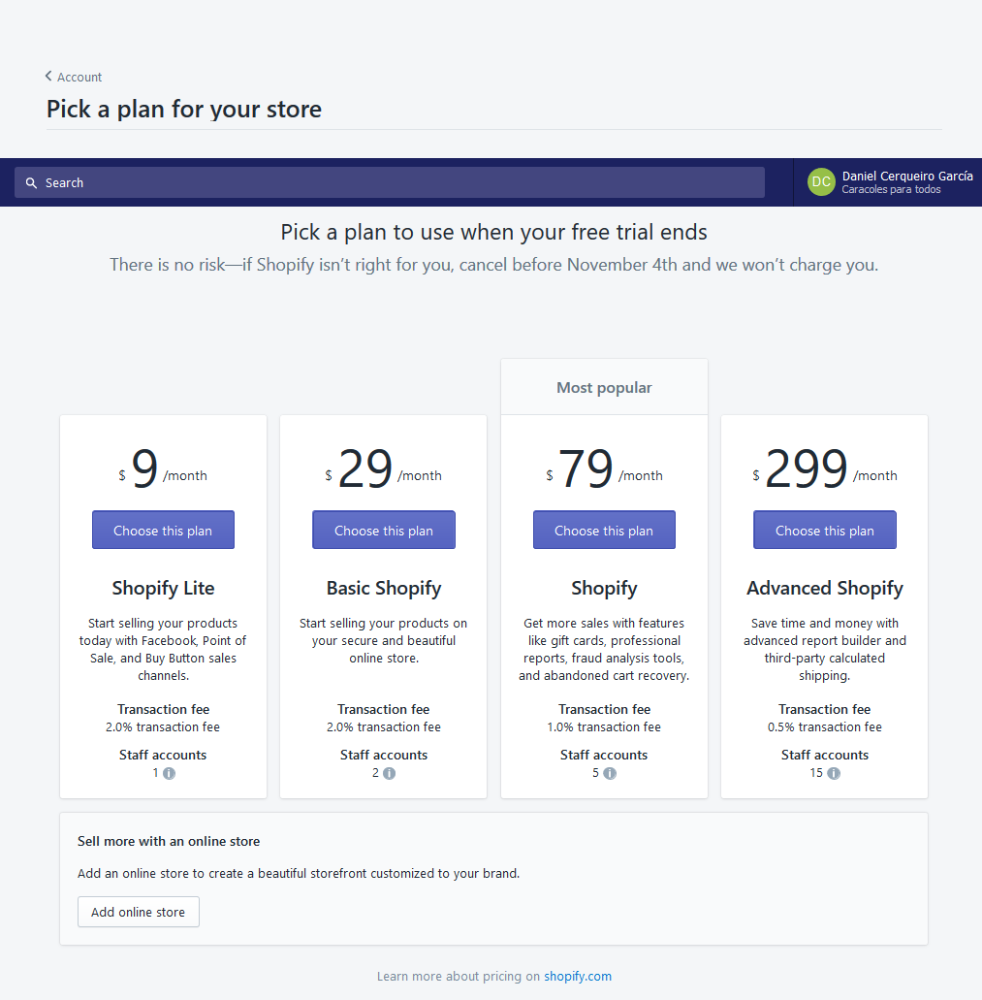 Account
Pick a plan for your store
Search
DC
Daniel Cerqueiro García
Caracoles para todos
Pick a plan to use when your free trial ends
There is no risk—if Shopify isn't right for you, cancel before November 4th and we won't charge you.
$ 9 /month
Choose this plan
Shopify Lite
Start selling your products
today with Facebook, Point of
Sale, and Buy Button sales
channels.
Transaction fee
2.0% transaction fee
Staff accounts
1
$ 29 /month
Choose this plan
Basic Shopify
Start selling your products on
your secure and beautiful
online store.
Transaction fee
2.0% transaction fee
Staff accounts
2
Most popular
$ 79 /month
Choose this plan
Shopify
Get more sales with features
like gift cards, professional
reports, fraud analysis tools,
and abandoned cart recovery.
Transaction fee
1.0% transaction fee
Staff accounts
5
$ 299 /month
Choose this plan
Advanced Shopify
Save time and money with
advanced report builder and
third-party calculated
shipping.
Transaction fee
0.5% transaction fee
Staff accounts
15
Sell more with an online store
Add an online store to create a beautiful storefront customized to your brand.
Add online store
Learn more about pricing on shopify.com